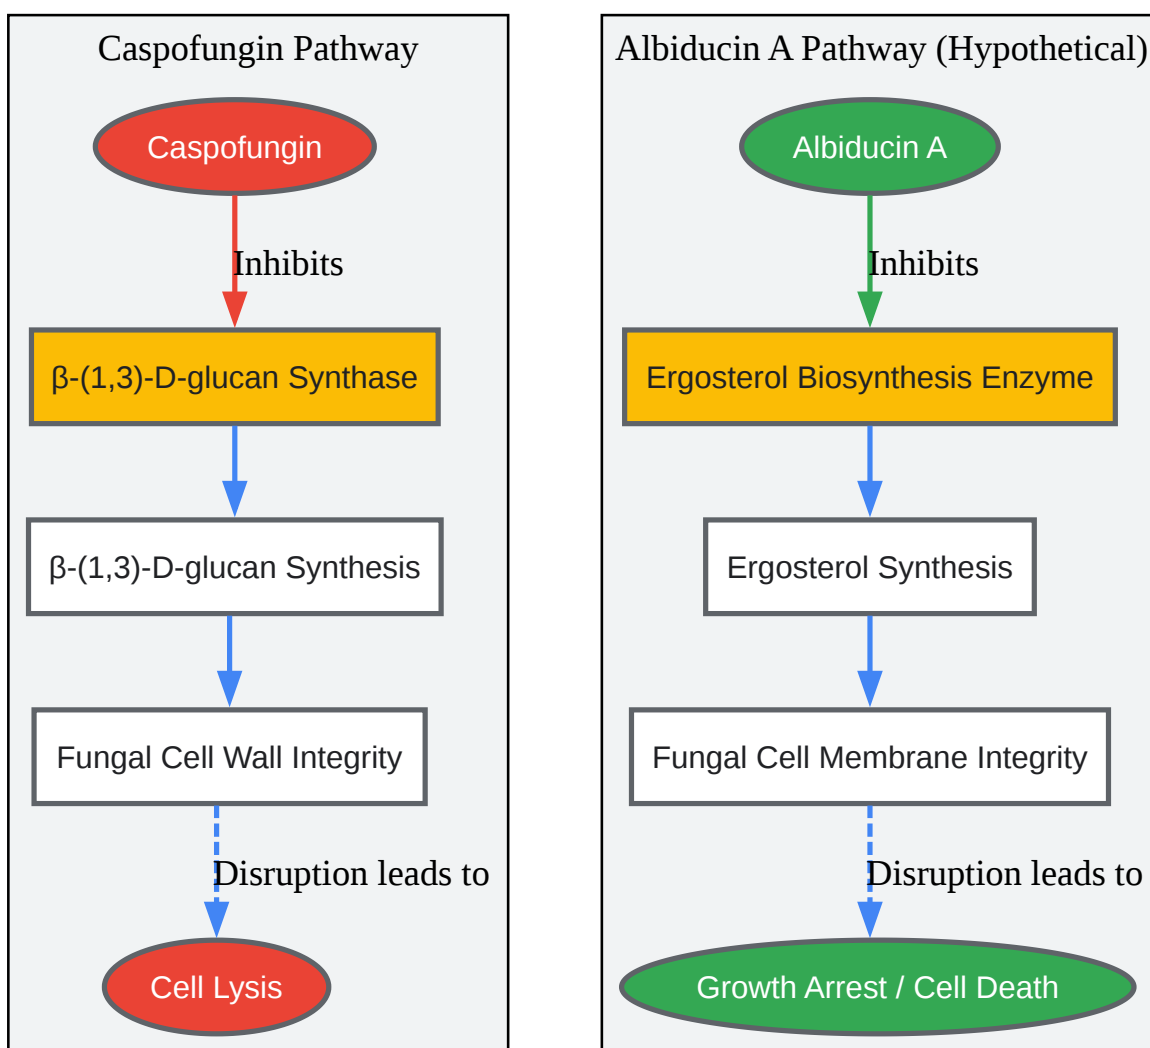 Caspofungin Pathway
Caspofungin
Inhibits
β-(1,3)-D-glucan Synthase
β-(1,3)-D-glucan Synthesis
Fungal Cell Wall Integrity
Disruption leads to
Cell Lysis
Albiducin A Pathway (Hypothetical)
Albiducin A
Inhibits
Ergosterol Biosynthesis Enzyme
Ergosterol Synthesis
Fungal Cell Membrane Integrity
Disruption leads to
Growth Arrest / Cell Death